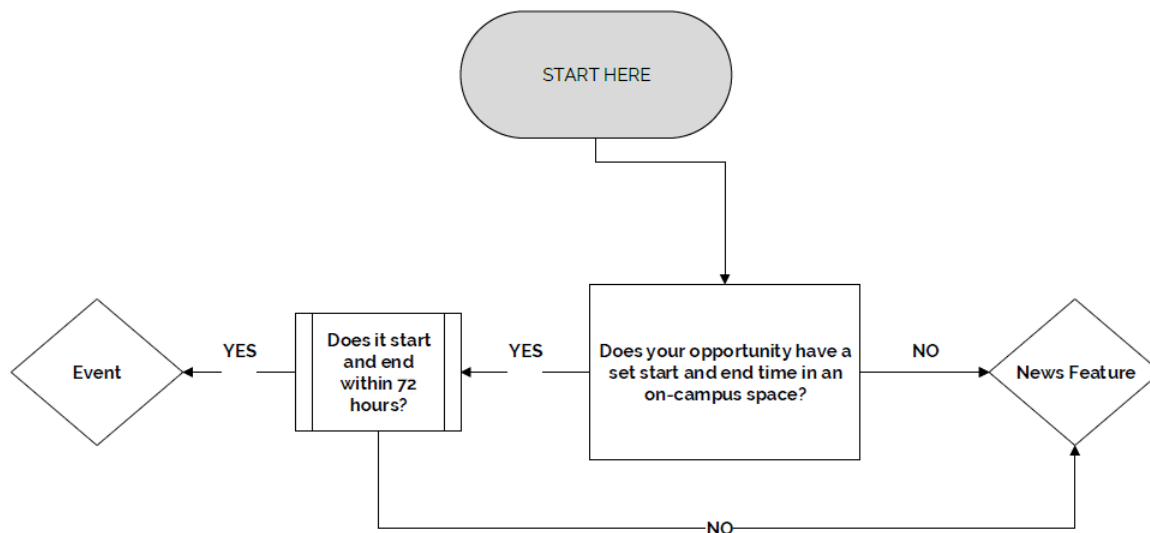 START HERE
Does it start
and end
within 72
hours?
YES
Event
YES
Does your opportunity have a
set start and end time in an
on-campus space?
NO
News Feature
NO